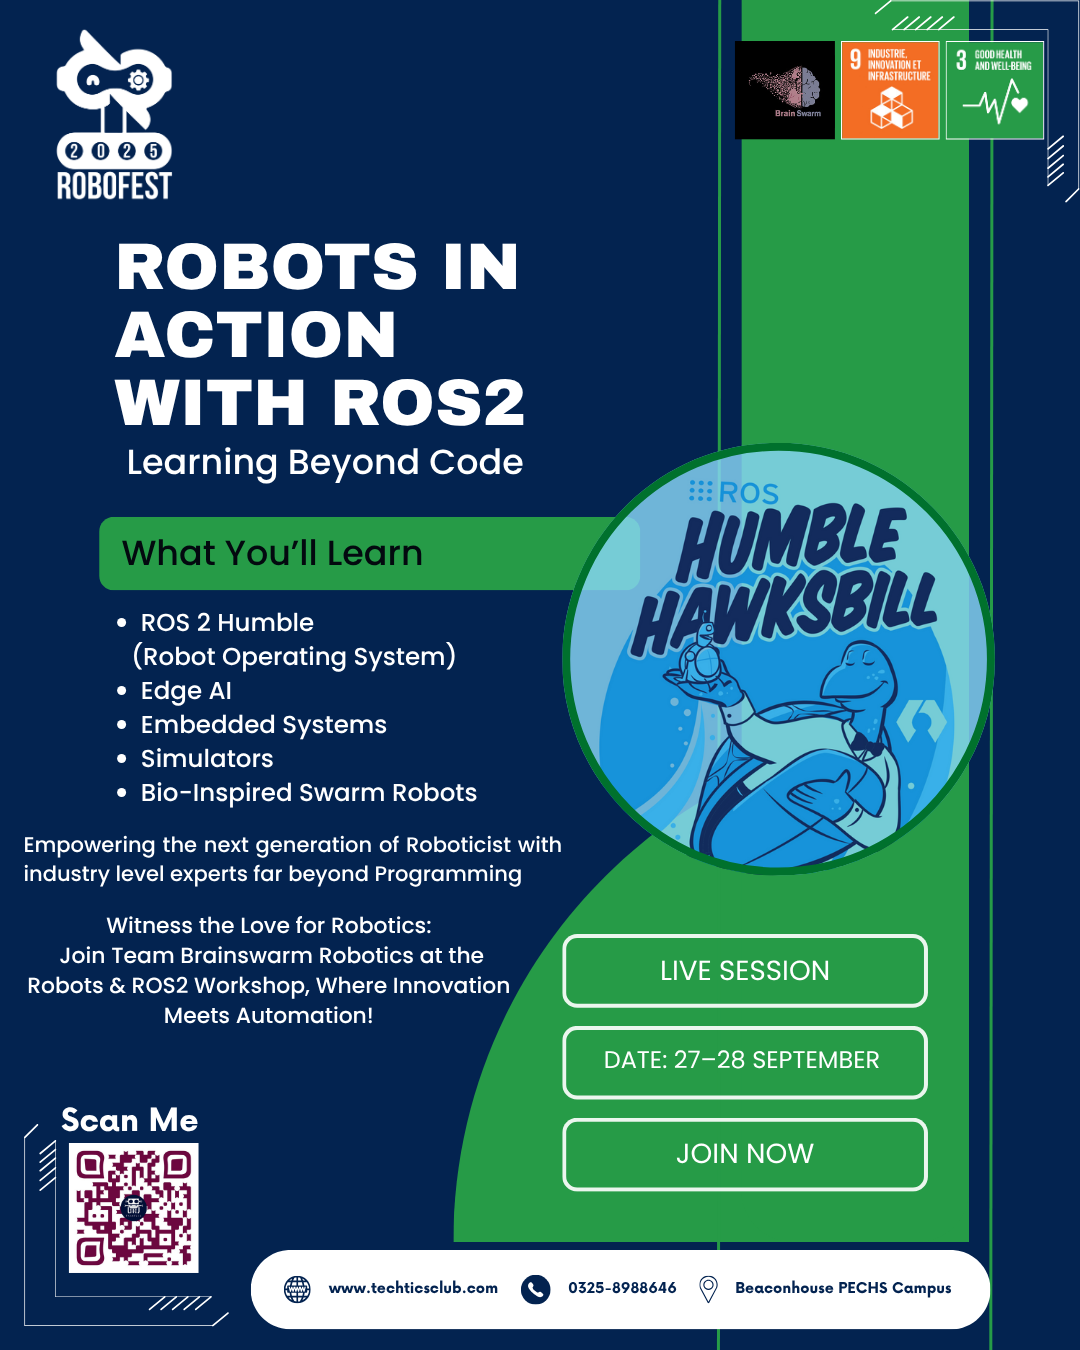 2025
ROBOFEST
Brain Swarm
9 INDUSTRIE,
INNOVATION ET
INFRASTRUCTURE
3 GOOD HEALTH
AND WELL-BEING
ROBOTS IN
ACTION
WITH ROS2
Learning Beyond Code
What You'll Learn
• ROS 2 Humble
(Robot Operating System)
• Edge AI
• Embedded Systems
• Simulators
• Bio-Inspired Swarm Robots
ROS
HUMBLE
HAWKSBILL
Empowering the next generation of Roboticist with
industry level experts far beyond Programming
Witness the Love for Robotics:
Join Team Brainswarm Robotics at the
Robots & ROS2 Workshop, Where Innovation
Meets Automation!
LIVE SESSION
DATE: 27–28 SEPTEMBER
JOIN NOW
Scan Me
www.techticsclub.com
0325-8988646
Beaconhouse PECHS Campus